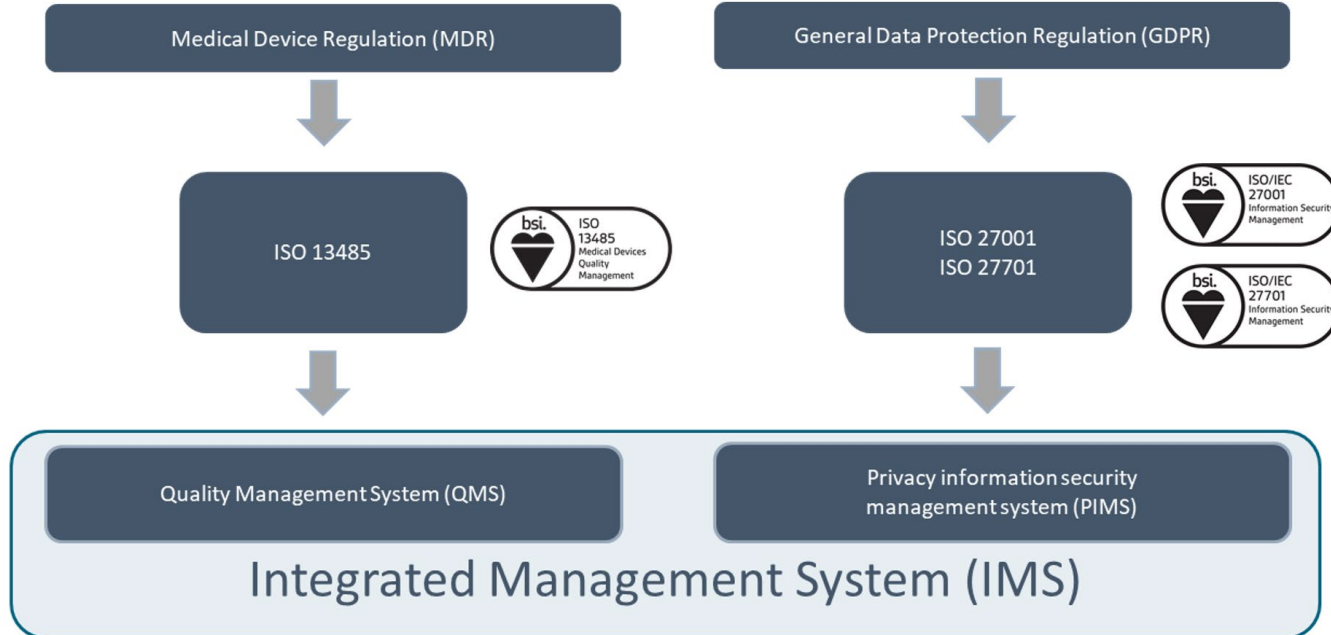 Medical Device Regulation (MDR)
General Data Protection Regulation (GDPR)
ISO 13485
bsi.
ISO
13485
Medical Devices
Quality
Management
ISO 27001
ISO 27701
bsi.
ISO/IEC
27001
Information Security
Management
bsi.
ISO/IEC
27701
Information Security
Management
Quality Management System (QMS)
Privacy information security
management system (PIMS)
Integrated Management System (IMS)